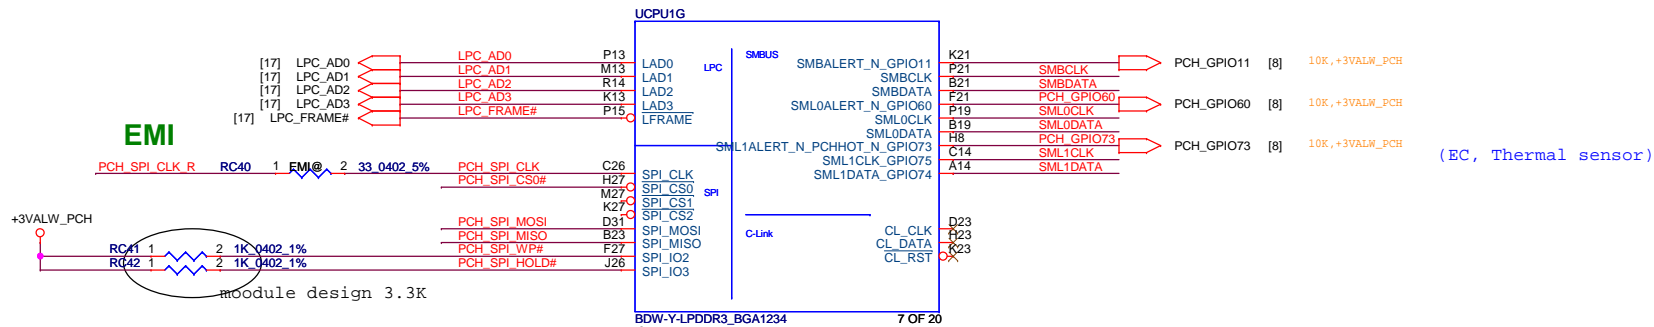 UCPU1G
[17] LPC_AD0 LPC_AD0 P13 LAD0
[17] LPC_AD1 LPC_AD1 M13 LAD1
[17] LPC_AD2 LPC_AD2 R14 LAD2
[17] LPC_AD3 LPC_AD3 K13 LAD3
[17] LPC_FRAME# LPC_FRAME# P15 LFRAME
LPC
SMBUS
SMBALERT_N_GPIO11 K21 PCH_GPIO11 [8] 10K,+3VALW_PCH
SMBCLK P21 SMBCLK
SMBDATA B21 SMBDATA
SML0ALERT_N_GPIO60 F21 PCH_GPIO60 PCH_GPIO60 [8] 10K,+3VALW_PCH
SML0CLK P19 SML0CLK
SML0DATA B19 SML0DATA
SML1ALERT_N_PCHHOT_N_GPIO73 H8 PCH_GPIO73 PCH_GPIO73 [8] 10K,+3VALW_PCH
SML1CLK_GPIO75 C14 SML1CLK
SML1DATA_GPIO74 A14 SML1DATA
(EC, Thermal sensor)
EMI
PCH_SPI_CLK_R RC40 1 EMI@ 2 33_0402_5% PCH_SPI_CLK C26 SPI_CLK
PCH_SPI_CS0# H27 SPI_CS0
M27 SPI_CS1
K27 SPI_CS2
SPI
+3VALW_PCH
PCH_SPI_MOSI D31 SPI_MOSI
PCH_SPI_MISO B23 SPI_MISO
RC41 1 2 1K_0402_1% PCH_SPI_WP# F27 SPI_IO2
RC42 1 2 1K_0402_1% PCH_SPI_HOLD# J26 SPI_IO3
moodule design 3.3K
C-Link
CL_CLK D23
CL_DATA H23
CL_RST K23
BDW-Y-LPDDR3_BGA1234 7 OF 20